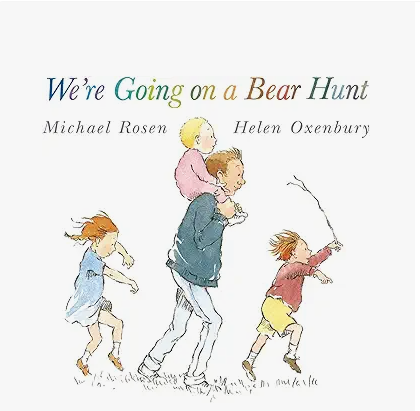 We're Going on a Bear Hunt
Michael Rosen Helen Oxenbury